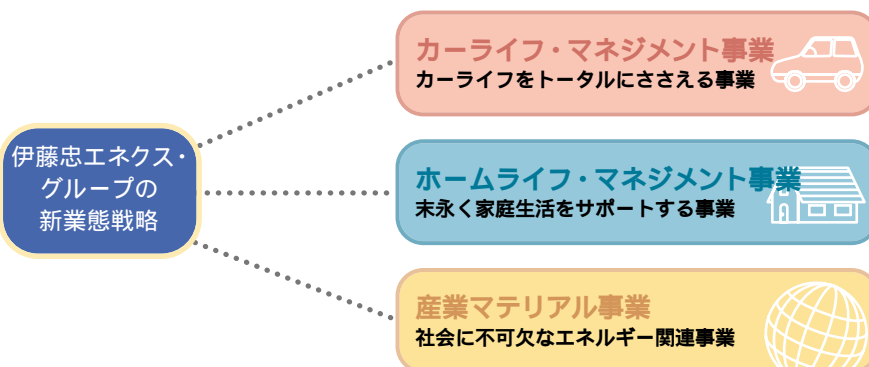 伊藤忠エネクス・
グループの
新業態戦略
カーライフ・マネジメント事業
カーライフをトータルにささえる事業
ホームライフ・マネジメント事業
末永く家庭生活をサポートする事業
産業マテリアル事業
社会に不可欠なエネルギー関連事業